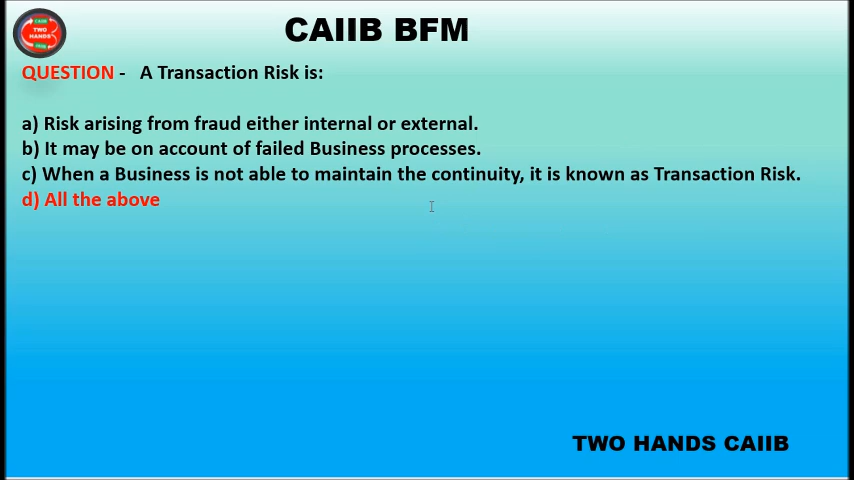 CAIIB BFM
TWO
HANDS
QUESTION - A Transaction Risk is:
a) Risk arising from fraud either internal or external.
b) It may be on account of failed Business processes.
c) When a Business is not able to maintain the continuity, it is known as Transaction Risk.
d) All the above
TWO HANDS CAIIB